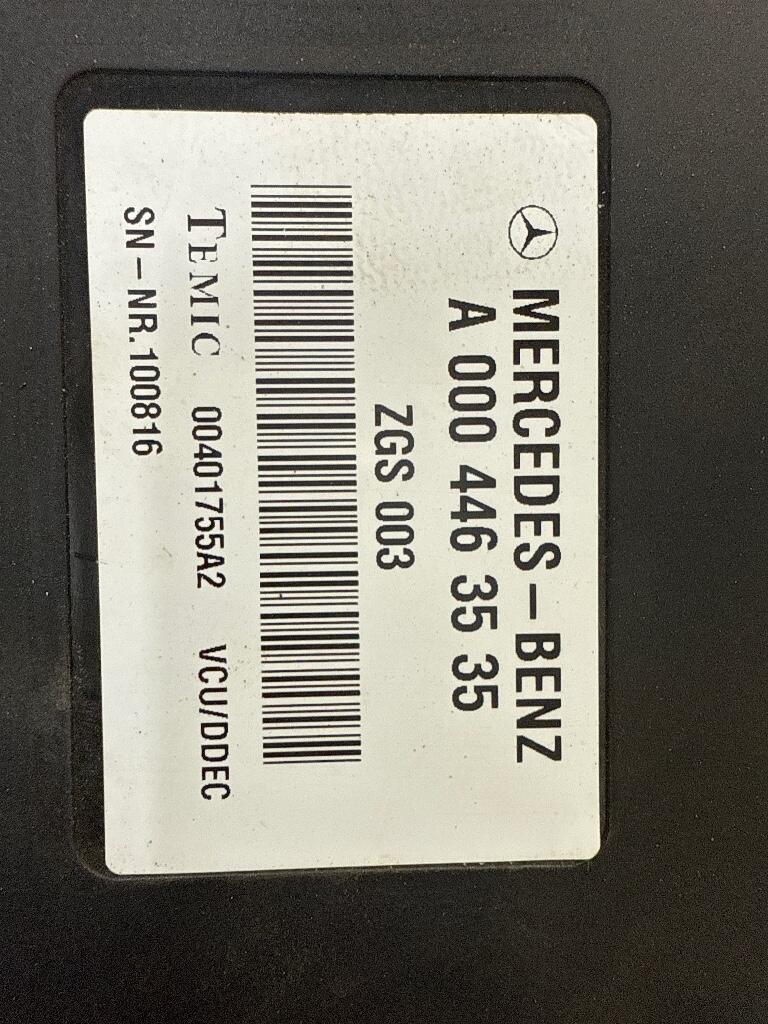 MERCEDES-BENZ
A 000 446 35 35
ZGS 003
TEMIC 00401755A2 VCU/DDEC
SN-NR.100816